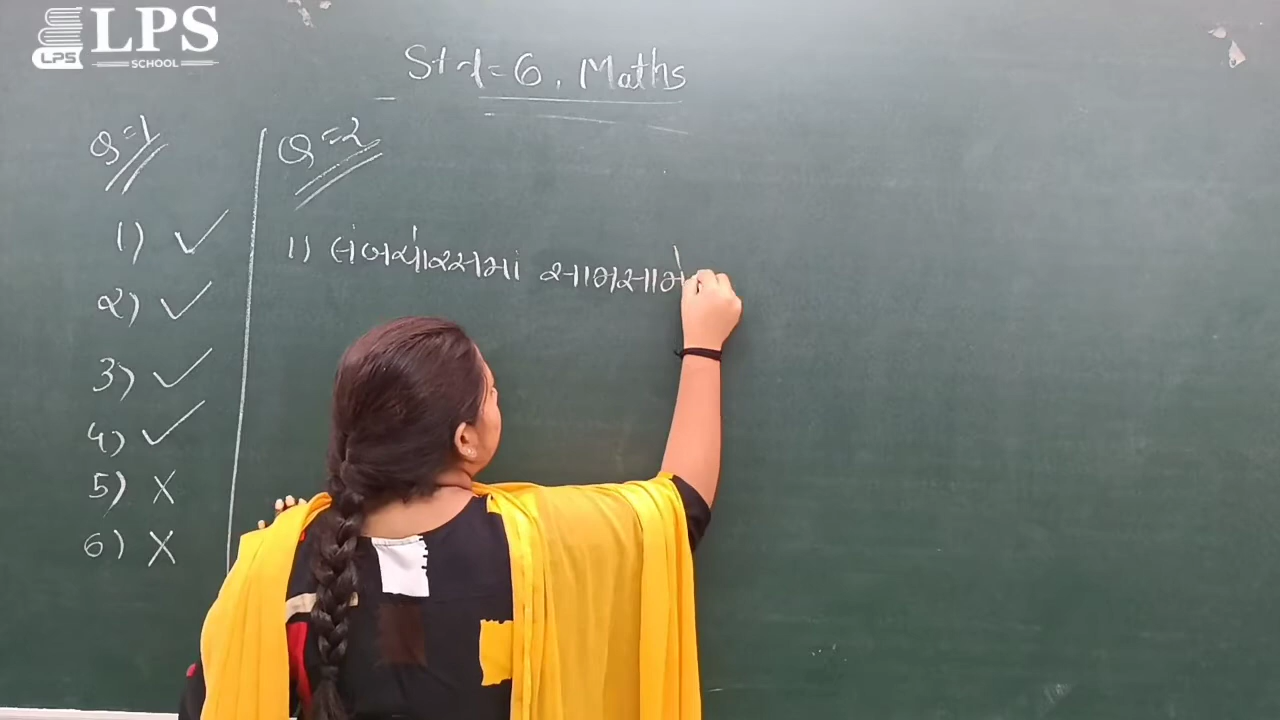 LPS
LPS
SCHOOL
Std=6, Maths
Q=1
1) ✓
2) ✓
3) ✓
4) ✓
5) X
6) X
Q=2
1) લંબચોરસમાં સામસામે